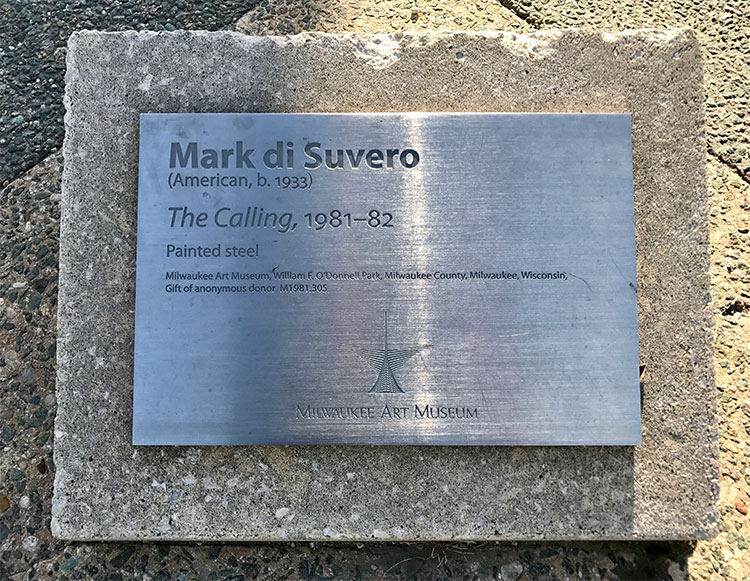 Mark di Suvero
(American, b. 1933)
The Calling, 1981–82
Painted steel
Milwaukee Art Museum, William F. O'Donnell Park, Milwaukee County, Milwaukee, Wisconsin,
Gift of anonymous donor M1981.305
Milwaukee Art Museum